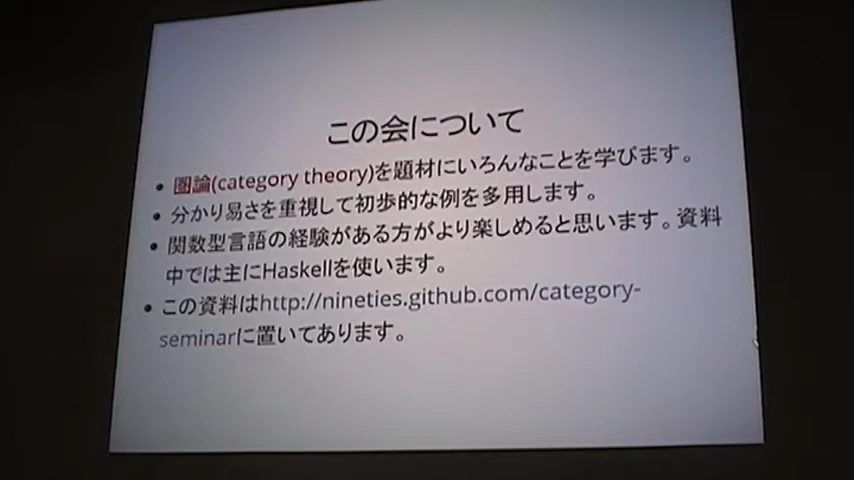 この会について
• 圏論(category theory)を題材にいろんなことを学びます。
• 分かり易さを重視して初歩的な例を多用します。
• 関数型言語の経験がある方がより楽しめると思います。資料
中では主にHaskellを使います。
• この資料はhttp://nineties.github.com/category-
seminarに置いてあります。